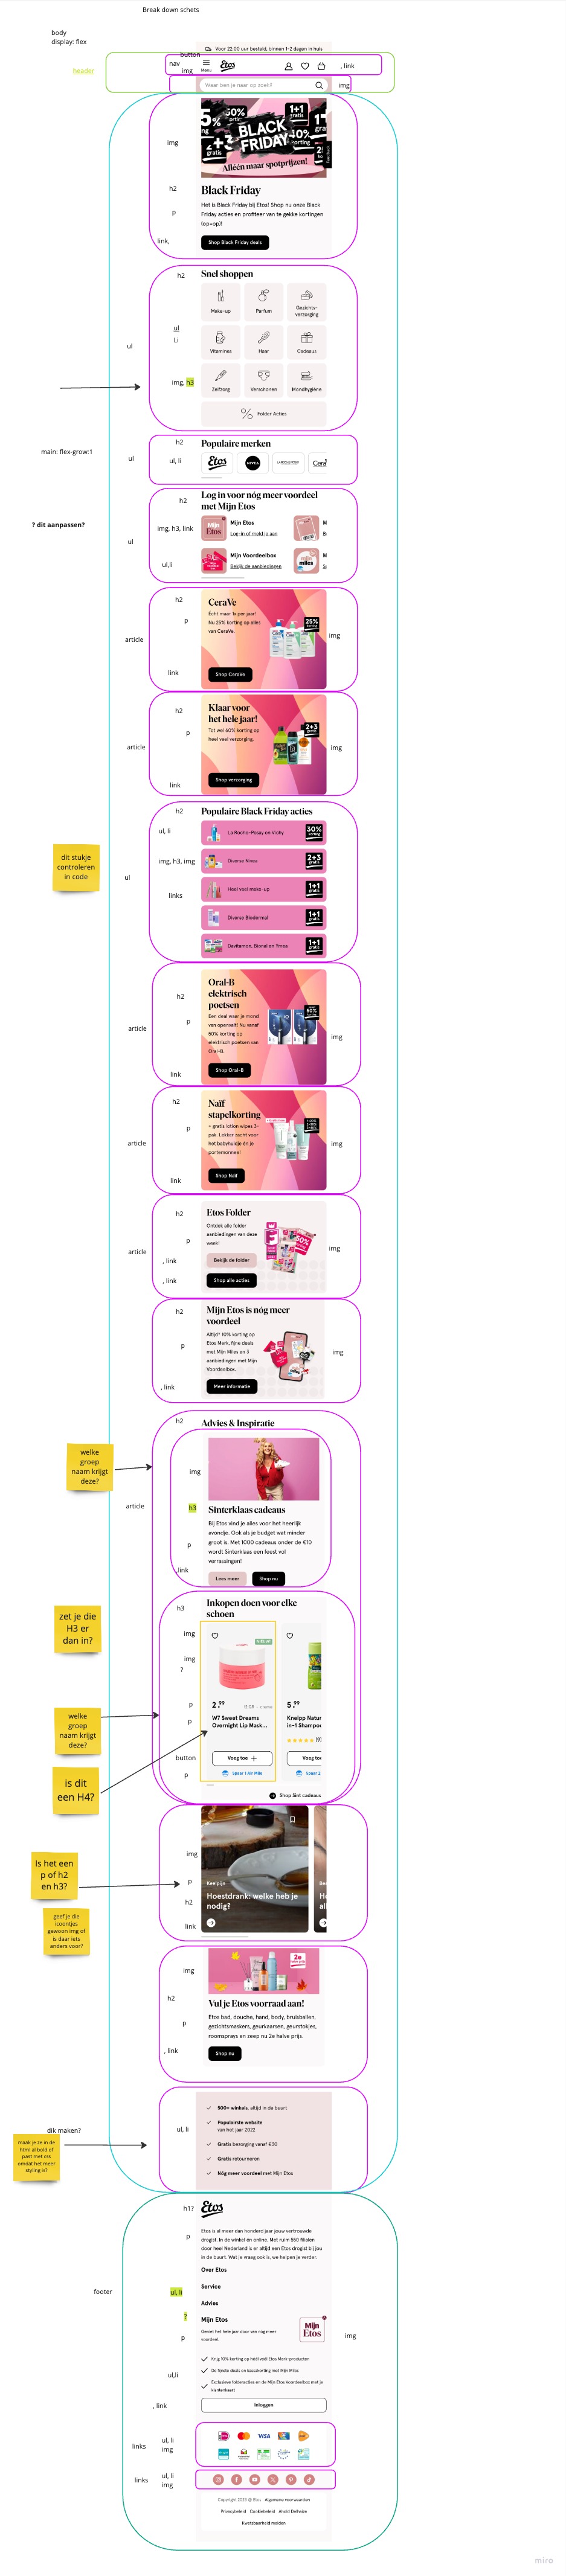 Break down schets
body
display: flex
header
Voor 22:00 uur besteld, binnen 1-2 dagen in huis
button
nav
img
Menu
Etos
, link
Waar ben je naar op zoek?
img
50%
korting
1+1
gratis
BLACK
FRIDAY
Alléén maar spotprijzen!
img
h2
Black Friday
p
Het is Black Friday bij Etos! Shop nu onze Black
Friday acties en profiteer van te gekke kortingen
(op=op)!
link,
Shop Black Friday deals
h2
Snel shoppen
Make-up
Parfum
Gezichts-
verzorging
ul
Li
ul
Vitamines
Haar
Cadeaus
img, h3
Zelfzorg
Verschonen
Mondhygiëne
Folder Acties
h2
Populaire merken
main: flex-grow:1
ul
ul, li
Etos
NIVEA
CeraV
h2
Log in voor nóg meer voordeel
met Mijn Etos
? dit aanpassen?
img, h3, link
Mijn
Etos
Mijn Etos
Log-in of meld je aan
ul
ul,li
Mijn Voordeelbox
Bekijk de aanbiedingen
miles
h2
CeraVe
p
Echt maar 1x per jaar!
Nu 25% korting op alles
van CeraVe.
25%
korting
article
img
link
Shop CeraVe
h2
Klaar voor
het hele jaar!
p
Tot wel 60% korting op
heel veel verzorging.
2+3
gratis
article
img
link
Shop verzorging
h2
Populaire Black Friday acties
ul, li
La Roche-Posay en Vichy
30%
korting
dit stukje
controleren
in code
img, h3, img
Diverse Nivea
2+3
gratis
ul
links
Heel veel make-up
1+1
gratis
Diverse Biodermal
1+1
gratis
Davitamon, Bional en Ymea
1+1
gratis
h2
Oral-B
elektrisch
poetsen
p
Een deal waar je mond
van openvalt! Nu vanaf
50% korting op
elektrisch poetsen van
Oral-B.
50%
article
img
link
Shop Oral-B
h2
Naïf
stapelkorting
p
+ gratis lotion wipes 3-
pak. Lekker zacht voor
het babyhuidje én je
portemonnee!
article
img
link
Shop Naïf
h2
Etos Folder
p
Ontdek alle folder
aanbiedingen van deze
week!
50%
article
img
, link
Bekijk de folder
, link
Shop alle acties
h2
Mijn Etos is nóg meer
voordeel
p
Altijd* 10% korting op
Etos Merk, fijne deals
met Mijn Miles en 3
aanbiedingen met Mijn
Voordeelbox.
img
, link
Meer informatie
h2
Advies & Inspiratie
welke
groep
naam krijgt
deze?
img
article
h3
Sinterklaas cadeaus
p
Bij Etos vind je alles voor het heerlijk
avondje. Ook als je budget wat minder
groot is. Met 1000 cadeaus onder de €10
wordt Sinterklaas een feest vol
verrassingen!
link
Lees meer
Shop nu
zet je die
H3 er
dan in?
h3
Inkopen doen voor elke
schoen
img
img
?
p
2.99
5.99
p
W7 Sweet Dreams
Overnight Lip Mask...
Kneipp Natur
in-1 Shampoo
welke
groep
naam krijgt
deze?
button
Voeg toe
Voeg toe
p
Spaar 1 Air Mile
Spaar 2
is dit
een H4?
Shop Sint cadeaus
img
Is het een
p of h2
en h3?
p
Keelpijn
h2
Hoestdrank: welke heb je
nodig?
link
geef je die
icoontjes
gewoon img of
is daar iets
anders voor?
img
2e
h2
Vul je Etos voorraad aan!
p
Etos bad, douche, hand, body, bruisballen,
gezichtsmaskers, geurkaarsen, geurstokjes,
roomsprays en zeep nu 2e halve prijs.
, link
Shop nu
500+ winkels, altijd in de buurt
dik maken?
ul, li
Populairste website
van het jaar 2022
maak je ze in de
html al bold of
past met css
omdat het meer
styling is?
Gratis bezorging vanaf €30
Gratis retourneren
Nóg meer voordeel met Mijn Etos
h1?
Etos
p
Etos is al meer dan honderd jaar jouw vertrouwde
drogist. In de winkel én online. Met ruim 550 filialen
door heel Nederland is er altijd een Etos drogist bij jou
in de buurt. Wat je vraag ook is, we helpen je verder.
Over Etos
footer
ul, li
Service
Advies
?
Mijn Etos
p
Geniet het hele jaar door van nóg meer
voordeel
Mijn
Etos
img
ul,li
Krijg 10% korting op héél véél Etos Merk-producten
De fijnste deals en bonuskorting met Mijn Miles
Exclusieve folderacties en de Mijn Etos Voordeelbox met je
klantenkaart
, link
Inloggen
links
ul, li
img
VISA
links
ul, li
img
Copyright 2023 © Etos
Algemene voorwaarden
Privacybeleid
Cookiebeleid
Ahold Delhaize
Kwetsbaarheid melden
miro